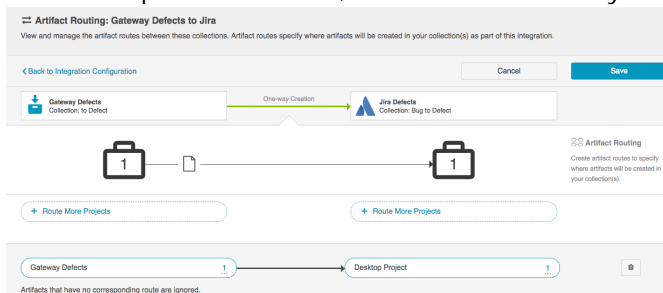 Artifact Routing: Gateway Defects to Jira
View and manage the artifact routes between these collections. Artifact routes specify where artifacts will be created in your collection(s) as part of this integration.
Back to Integration Configuration
Cancel
Save
Gateway Defects
Collection: to Defect
One-way Creation
Jira Defects
Collection: Bug to Defect
1
1
Artifact Routing
Create artifact routes to specify
where artifacts will be created in
your collection(s).
+ Route More Projects
+ Route More Projects
Gateway Defects 1
Desktop Project 1
Artifacts that have no corresponding route are ignored.